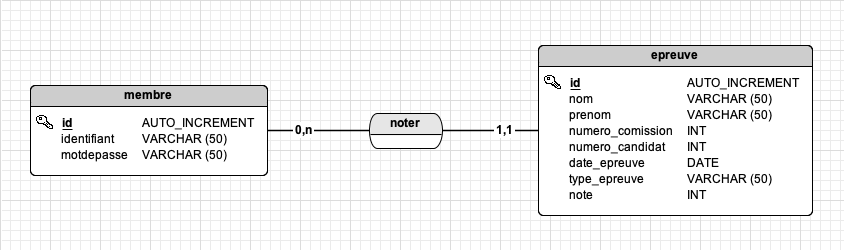 membre
id AUTO_INCREMENT
identifiant VARCHAR (50)
motdepasse VARCHAR (50)
0,n
noter
1,1
epreuve
id AUTO_INCREMENT
nom VARCHAR (50)
prenom VARCHAR (50)
numero_comission INT
numero_candidat INT
date_epreuve DATE
type_epreuve VARCHAR (50)
note INT